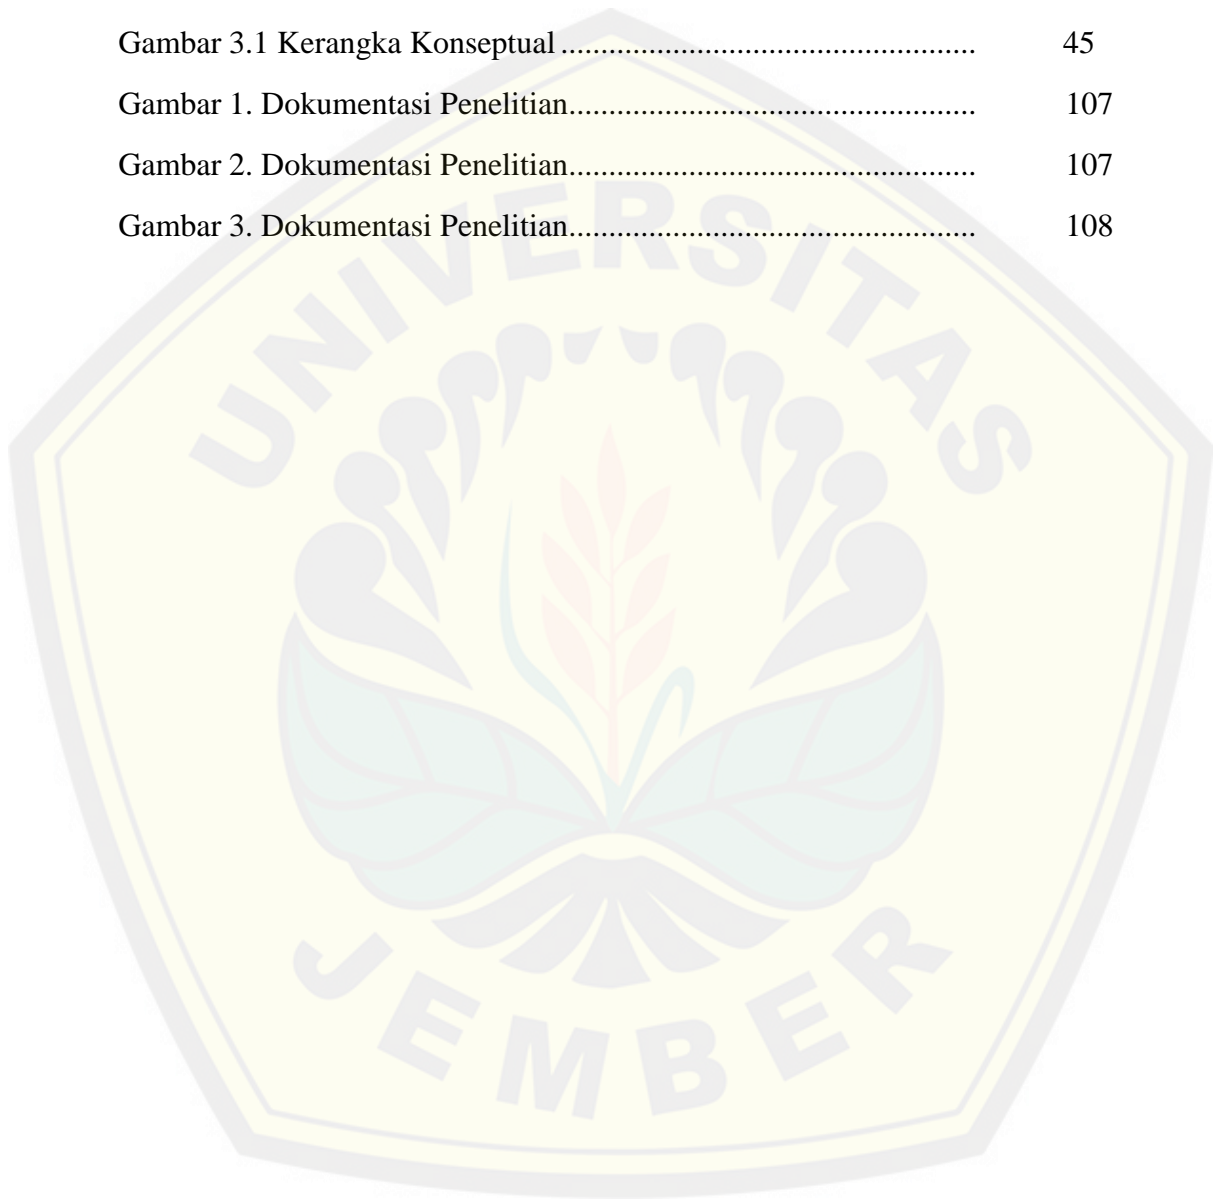 Gambar 3.1 Kerangka Konseptual.................................................... 45
Gambar 1. Dokumentasi Penelitian................................................... 107
Gambar 2. Dokumentasi Penelitian................................................... 107
Gambar 3. Dokumentasi Penelitian................................................... 108
UNIVERSITAS
JEMBER